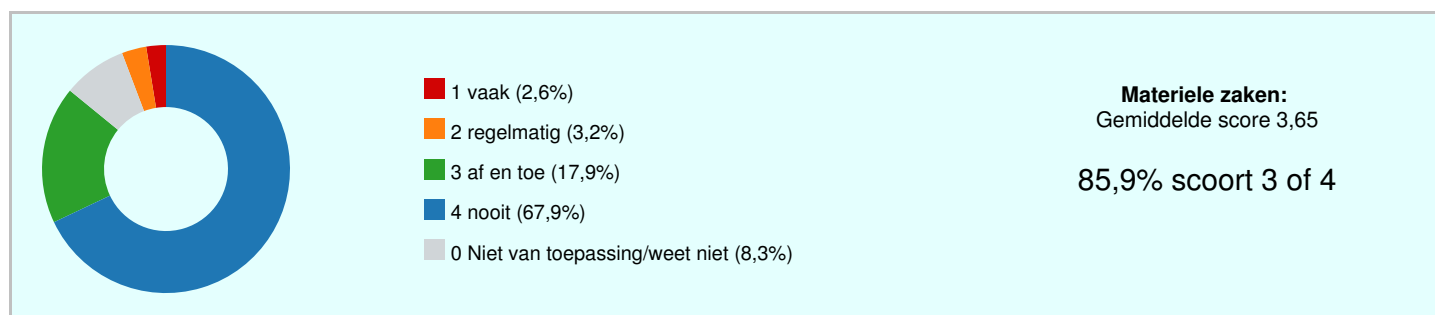 1 vaak (2,6%)
2 regelmatig (3,2%)
3 af en toe (17,9%)
4 nooit (67,9%)
0 Niet van toepassing/weet niet (8,3%)
Materiele zaken:
Gemiddelde score 3,65
85,9% scoort 3 of 4